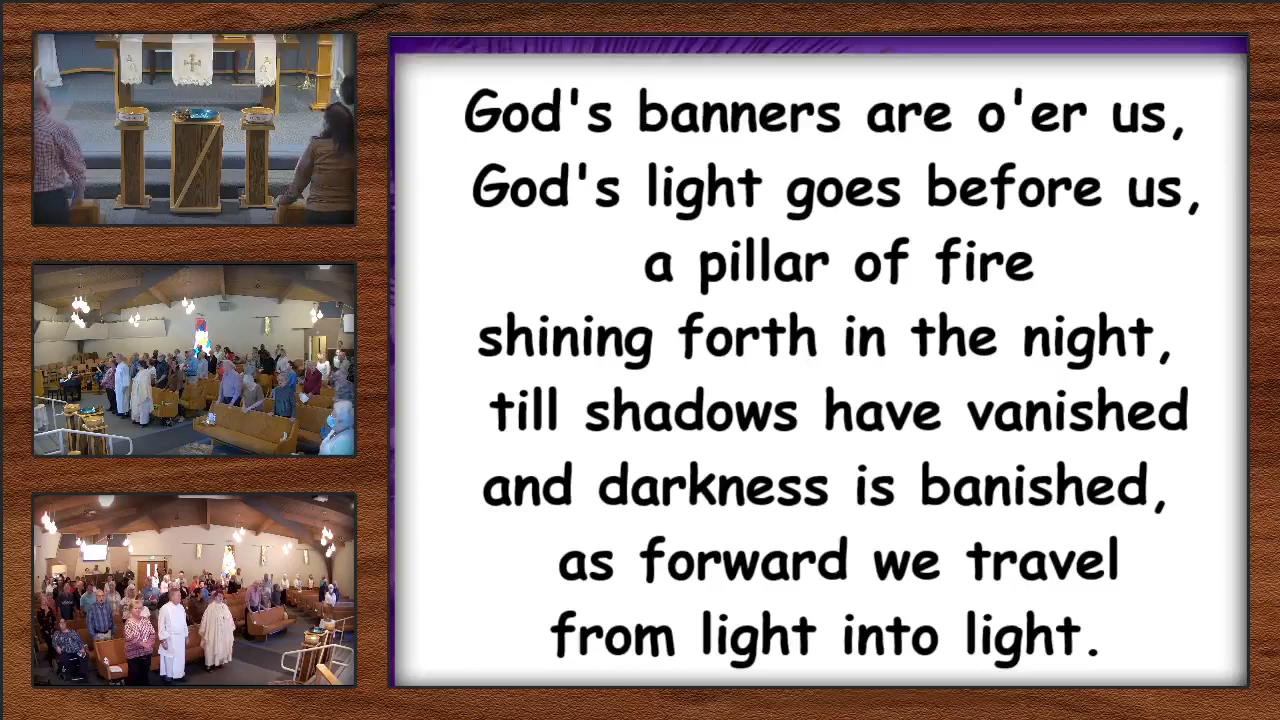 God's banners are o'er us,
God's light goes before us,
a pillar of fire
shining forth in the night,
till shadows have vanished
and darkness is banished,
as forward we travel
from light into light.